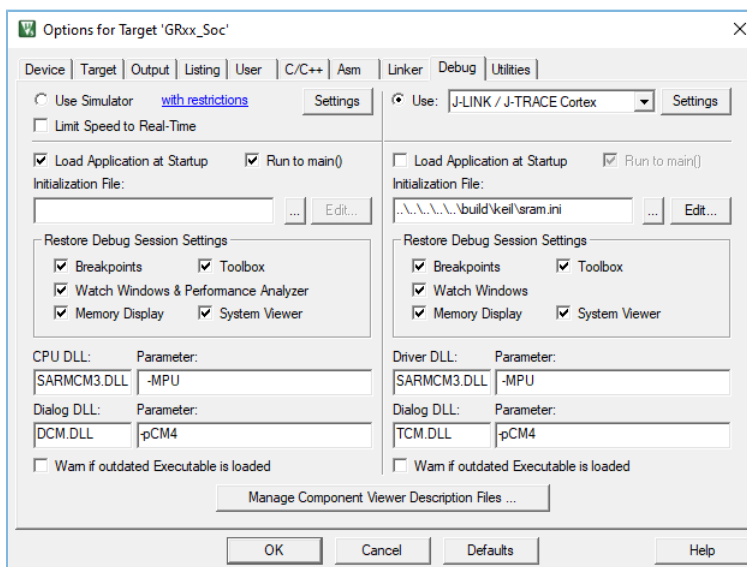 Options for Target 'GRxx_Soc'
Device Target Output Listing User C/C++ Asm Linker Debug Utilities
Use Simulator with restrictions Settings
Limit Speed to Real-Time
Load Application at Startup Run to main()
Initialization File:
... Edit...
Restore Debug Session Settings
Breakpoints Toolbox
Watch Windows & Performance Analyzer
Memory Display System Viewer
CPU DLL: Parameter:
SARMCM3.DLL -MPU
Dialog DLL: Parameter:
DCM.DLL -pCM4
Warn if outdated Executable is loaded
Use: J-LINK / J-TRACE Cortex Settings
Load Application at Startup Run to main()
Initialization File:
..\..\..\..\..\build\keil\sram.ini ... Edit...
Restore Debug Session Settings
Breakpoints Toolbox
Watch Windows
Memory Display System Viewer
Driver DLL: Parameter:
SARMCM3.DLL -MPU
Dialog DLL: Parameter:
TCM.DLL -pCM4
Warn if outdated Executable is loaded
Manage Component Viewer Description Files ...
OK Cancel Defaults Help